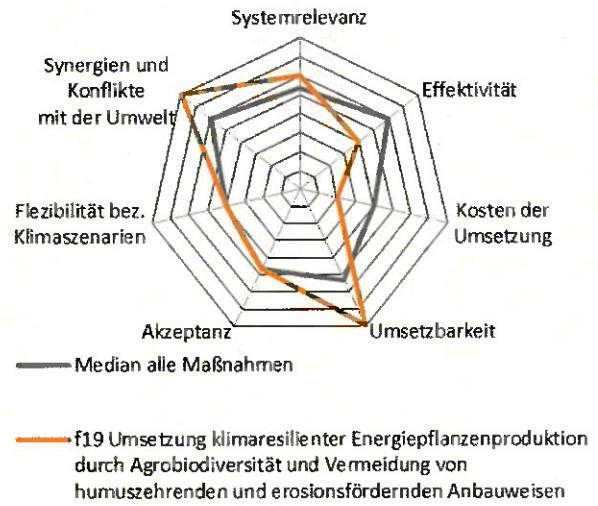 Systemrelevanz
Synergien und
Konflikte
mit der Umwelt
Effektivität
Flezibilität bez.
Klimaszenarien
Kosten der
Umsetzung
Akzeptanz
Umsetzbarkeit
Median alle Maßnahmen
f19 Umsetzung klimaresilienter Energiepflanzenproduktion
durch Agrobiodiversität und Vermeidung von
humuszehrenden und erosionsfördernden Anbauweisen